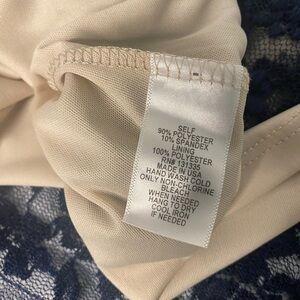 SELF
90% POLYESTER
10% SPANDEX
LINING
100% POLYESTER
RN# 131335
MADE IN USA
HAND WASH COLD
ONLY NON-CHLORINE
BLEACH
WHEN NEEDED
HANG TO DRY
COOL IRON
IF NEEDED